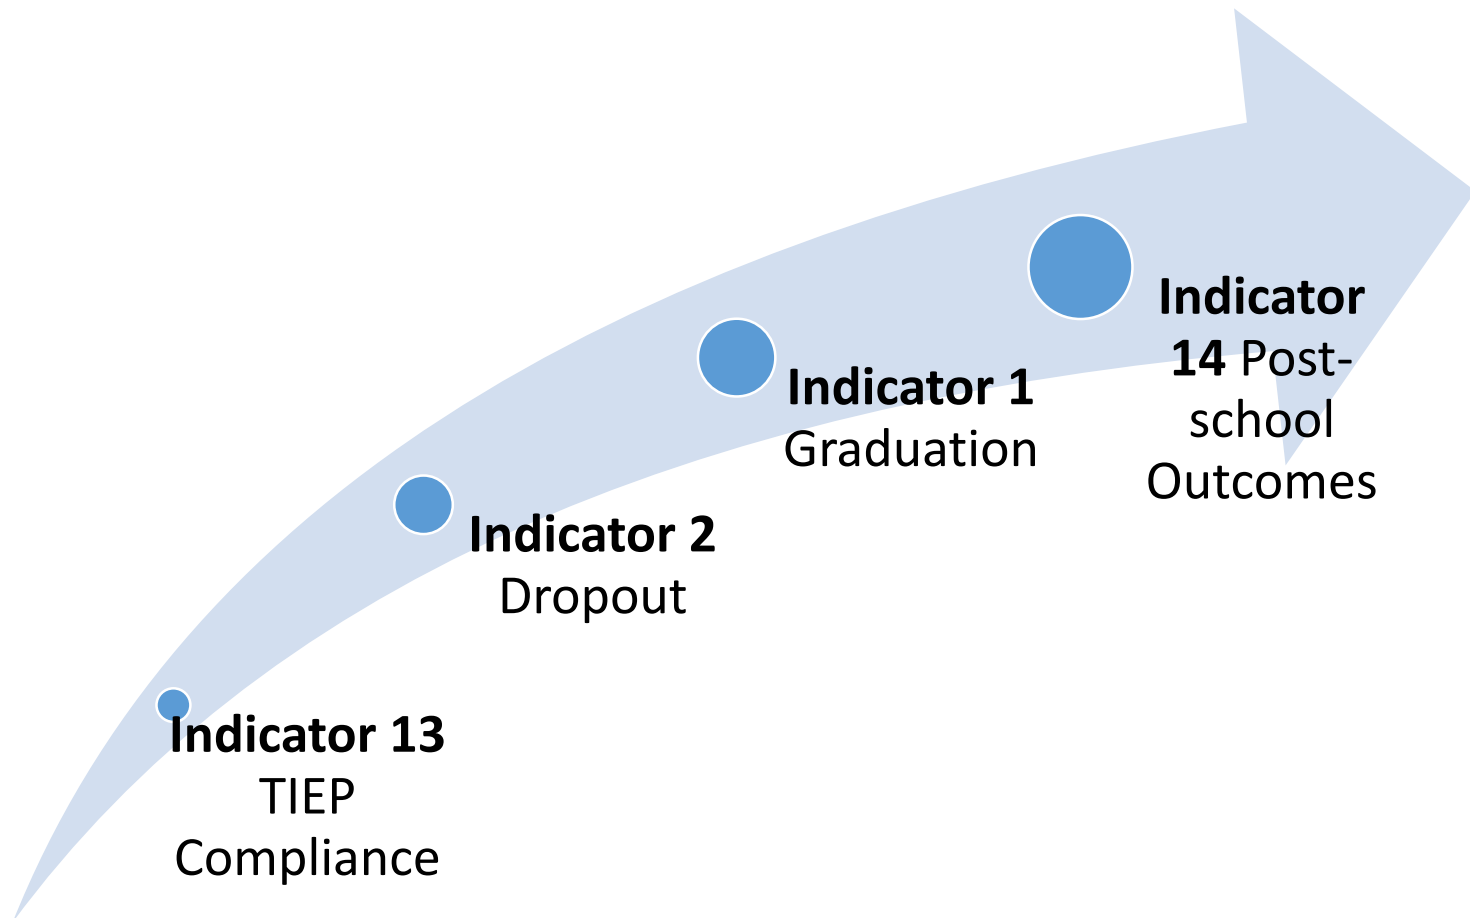 Indicator 13
TIEP
Compliance
Indicator 2
Dropout
Indicator 1
Graduation
Indicator
14 Post-
school
Outcomes